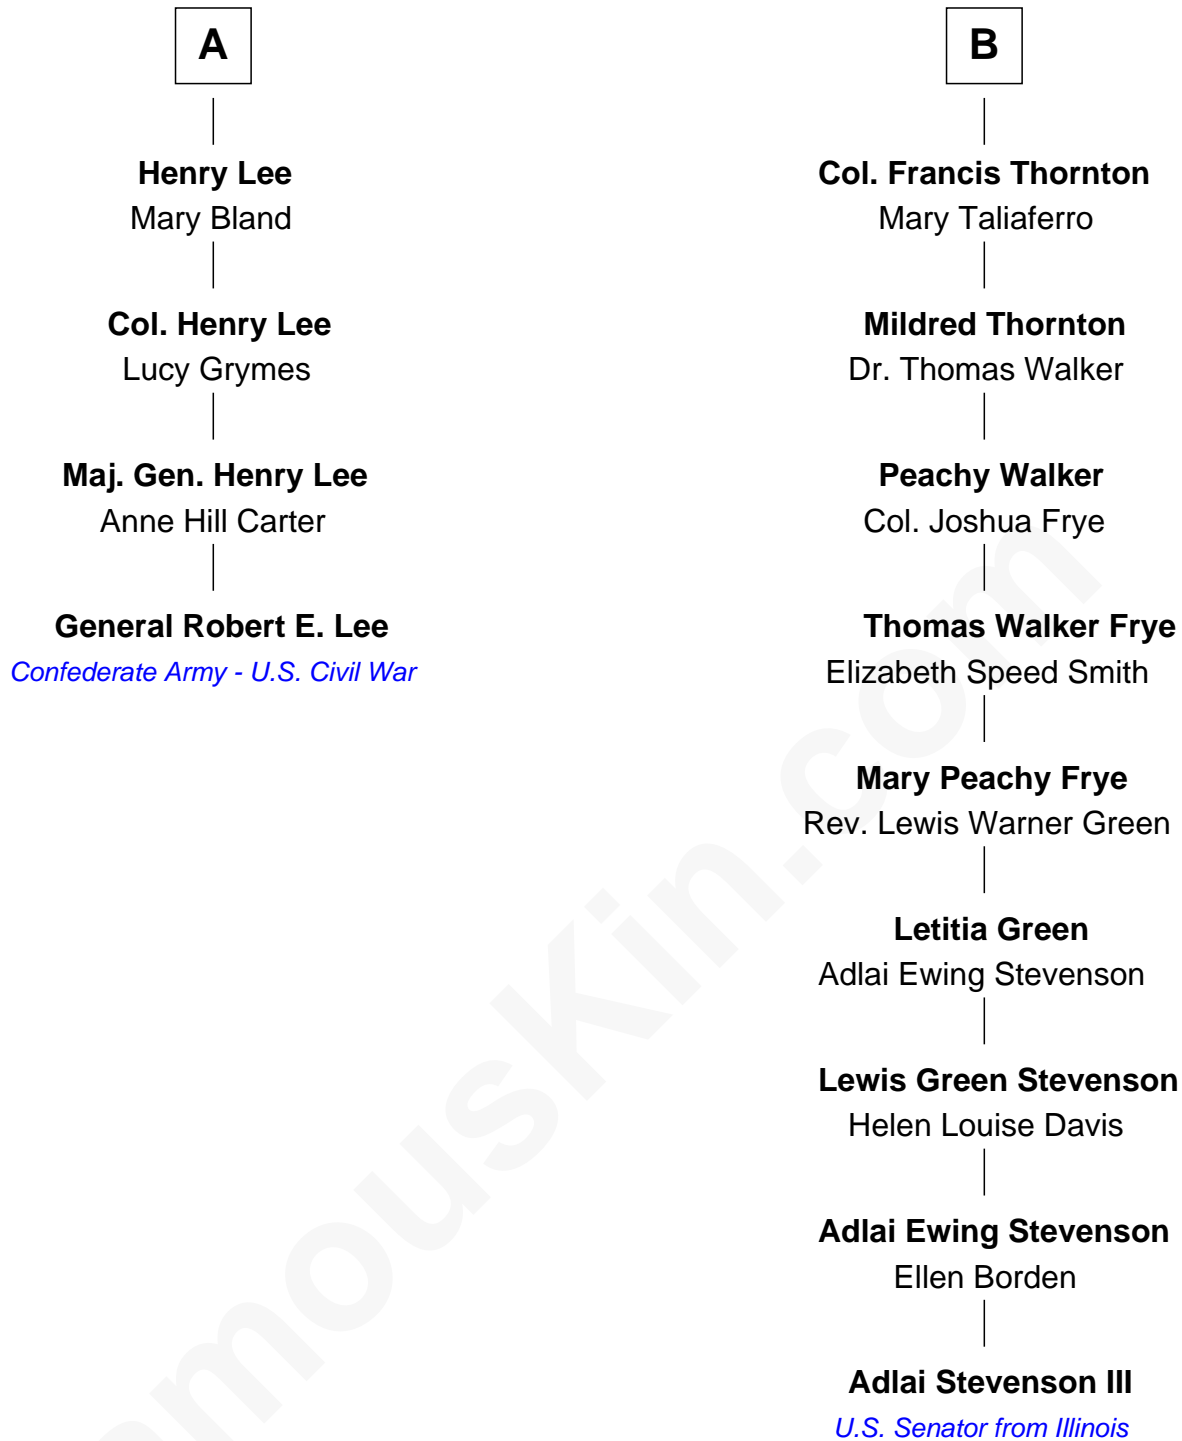 A
Henry Lee
Mary Bland
Col. Henry Lee
Lucy Grymes
Maj. Gen. Henry Lee
Anne Hill Carter
General Robert E. Lee
Confederate Army - U.S. Civil War
B
Col. Francis Thornton
Mary Taliaferro
Mildred Thornton
Dr. Thomas Walker
Peachy Walker
Col. Joshua Frye
Thomas Walker Frye
Elizabeth Speed Smith
Mary Peachy Frye
Rev. Lewis Warner Green
Letitia Green
Adlai Ewing Stevenson
Lewis Green Stevenson
Helen Louise Davis
Adlai Ewing Stevenson
Ellen Borden
Adlai Stevenson III
U.S. Senator from Illinois
amouskin.com